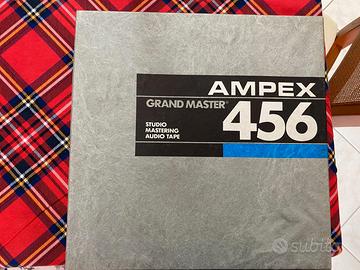 AMPEX
GRAND MASTER®
456
STUDIO
MASTERING
AUDIO TAPE
subito